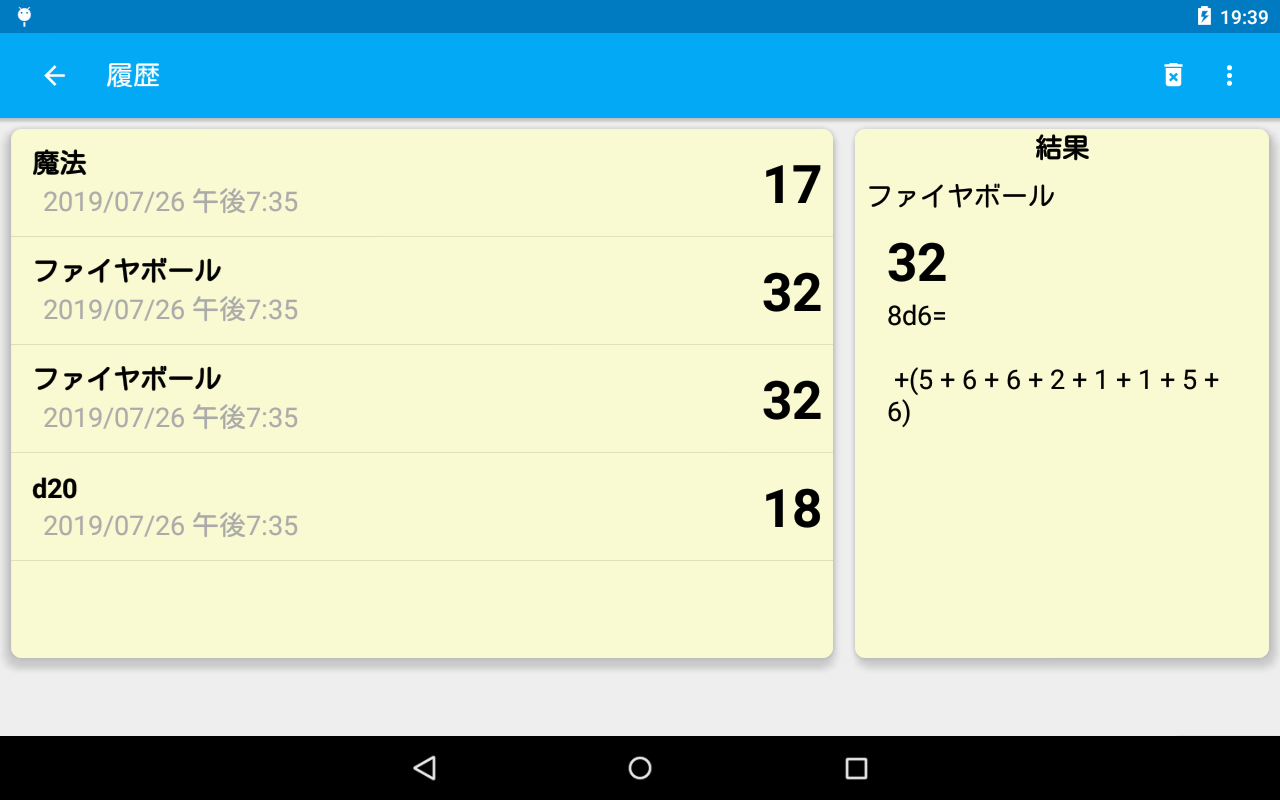 19:39
履歴
魔法
2019/07/26 午後7:35
17
ファイヤボール
2019/07/26 午後7:35
32
ファイヤボール
2019/07/26 午後7:35
32
d20
2019/07/26 午後7:35
18
結果
ファイヤボール
32
8d6=
+(5 + 6 + 6 + 2 + 1 + 1 + 5 +
6)